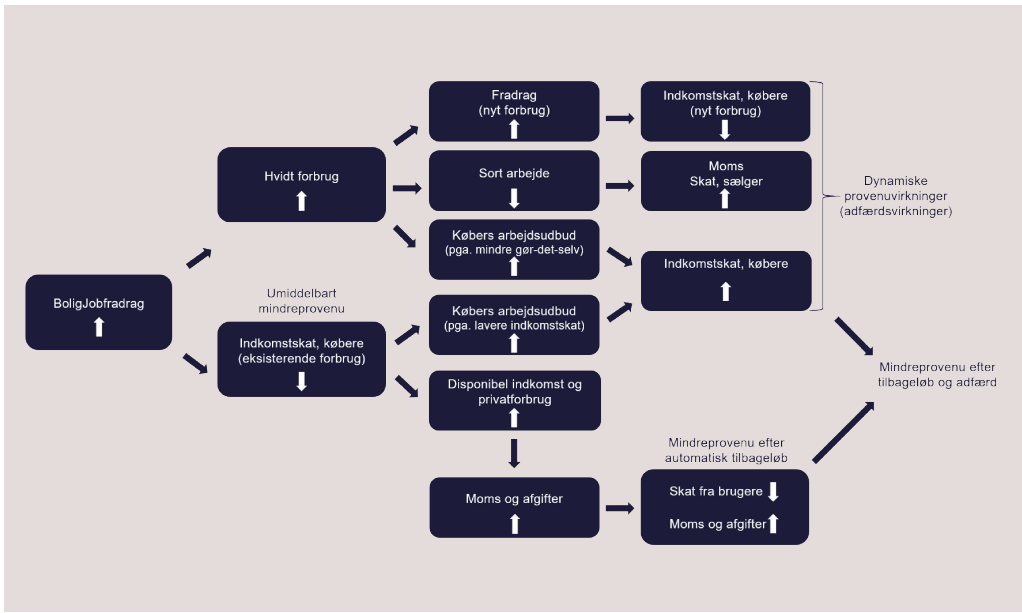 BoligJobfradrag
Hvidt forbrug
Umiddelbart
mindreprovenu
Indkomstskat, købere
(eksisterende forbrug)
Fradrag
(nyt forbrug)
Sort arbejde
Købers arbejdsudbud
(pga. mindre gør-det-selv)
Købers arbejdsudbud
(pga. lavere indkomstskat)
Disponibel indkomst og
privatforbrug
Moms og afgifter
Indkomstskat, købere
(nyt forbrug)
Moms
Skat, sælger
Indkomstskat, købere
Mindreprovenu efter
automatisk tilbageløb
Skat fra brugere
Moms og afgifter
Dynamiske
provenuvirkninger
(adfærdsvirkninger)
Mindreprovenu efter
tilbageløb og adfærd